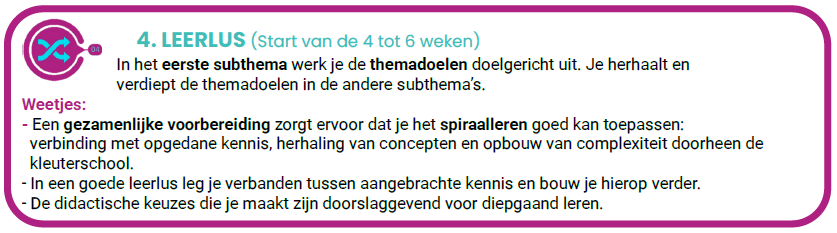 4. LEERLUS (Start van de 4 tot 6 weken)
04
In het eerste subthema werk je de themadoelen doelgericht uit. Je herhaalt en
verdiept de themadoelen in de andere subthema's.
Weetjes:
- Een gezamenlijke voorbereiding zorgt ervoor dat je het spiraalleren goed kan toepassen:
verbinding met opgedane kennis, herhaling van concepten en opbouw van complexiteit doorheen de
kleuterschool.
- In een goede leerlus leg je verbanden tussen aangebrachte kennis en bouw je hierop verder.
- De didactische keuzes die je maakt zijn doorslaggevend voor diepgaand leren.